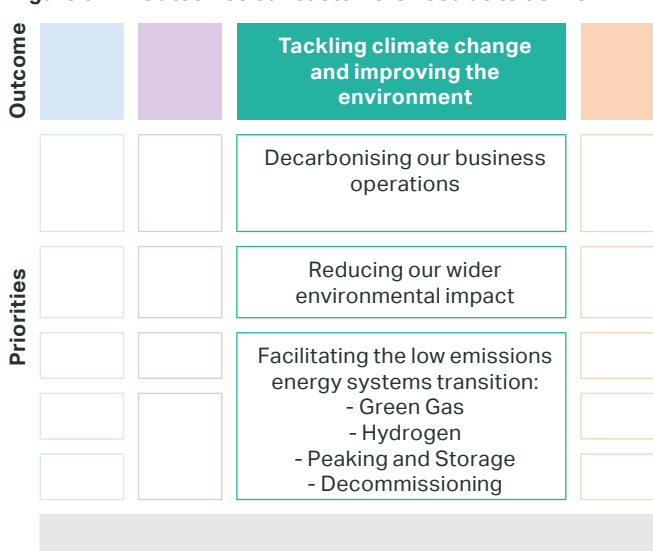 Outcome
Tackling climate change
and improving the
environment
Priorities
Decarbonising our business
operations
Reducing our wider
environmental impact
Facilitating the low emissions
energy systems transition:
- Green Gas
- Hydrogen
- Peaking and Storage
- Decommissioning